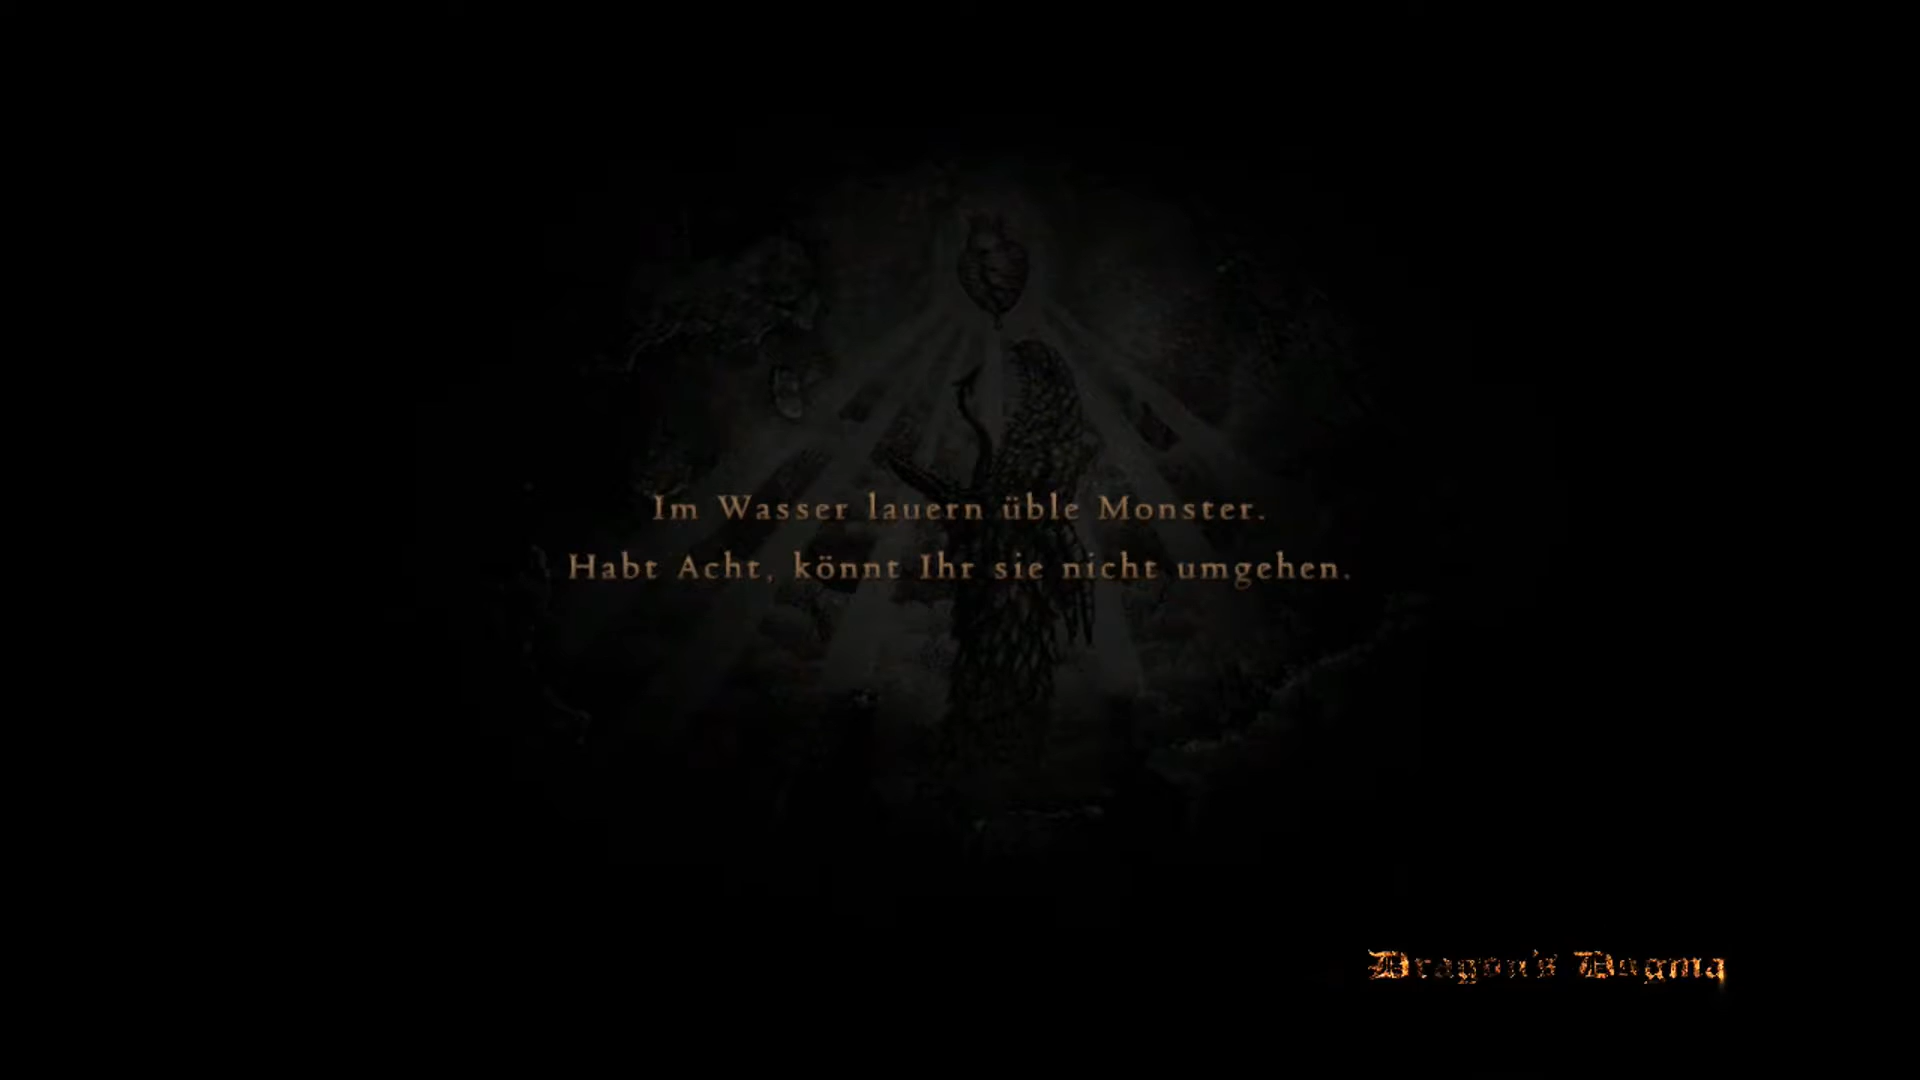 Im Wasser lauern üble Monster.
Habt Acht, könnt Ihr sie nicht umgehen.
Dragon's Dogma